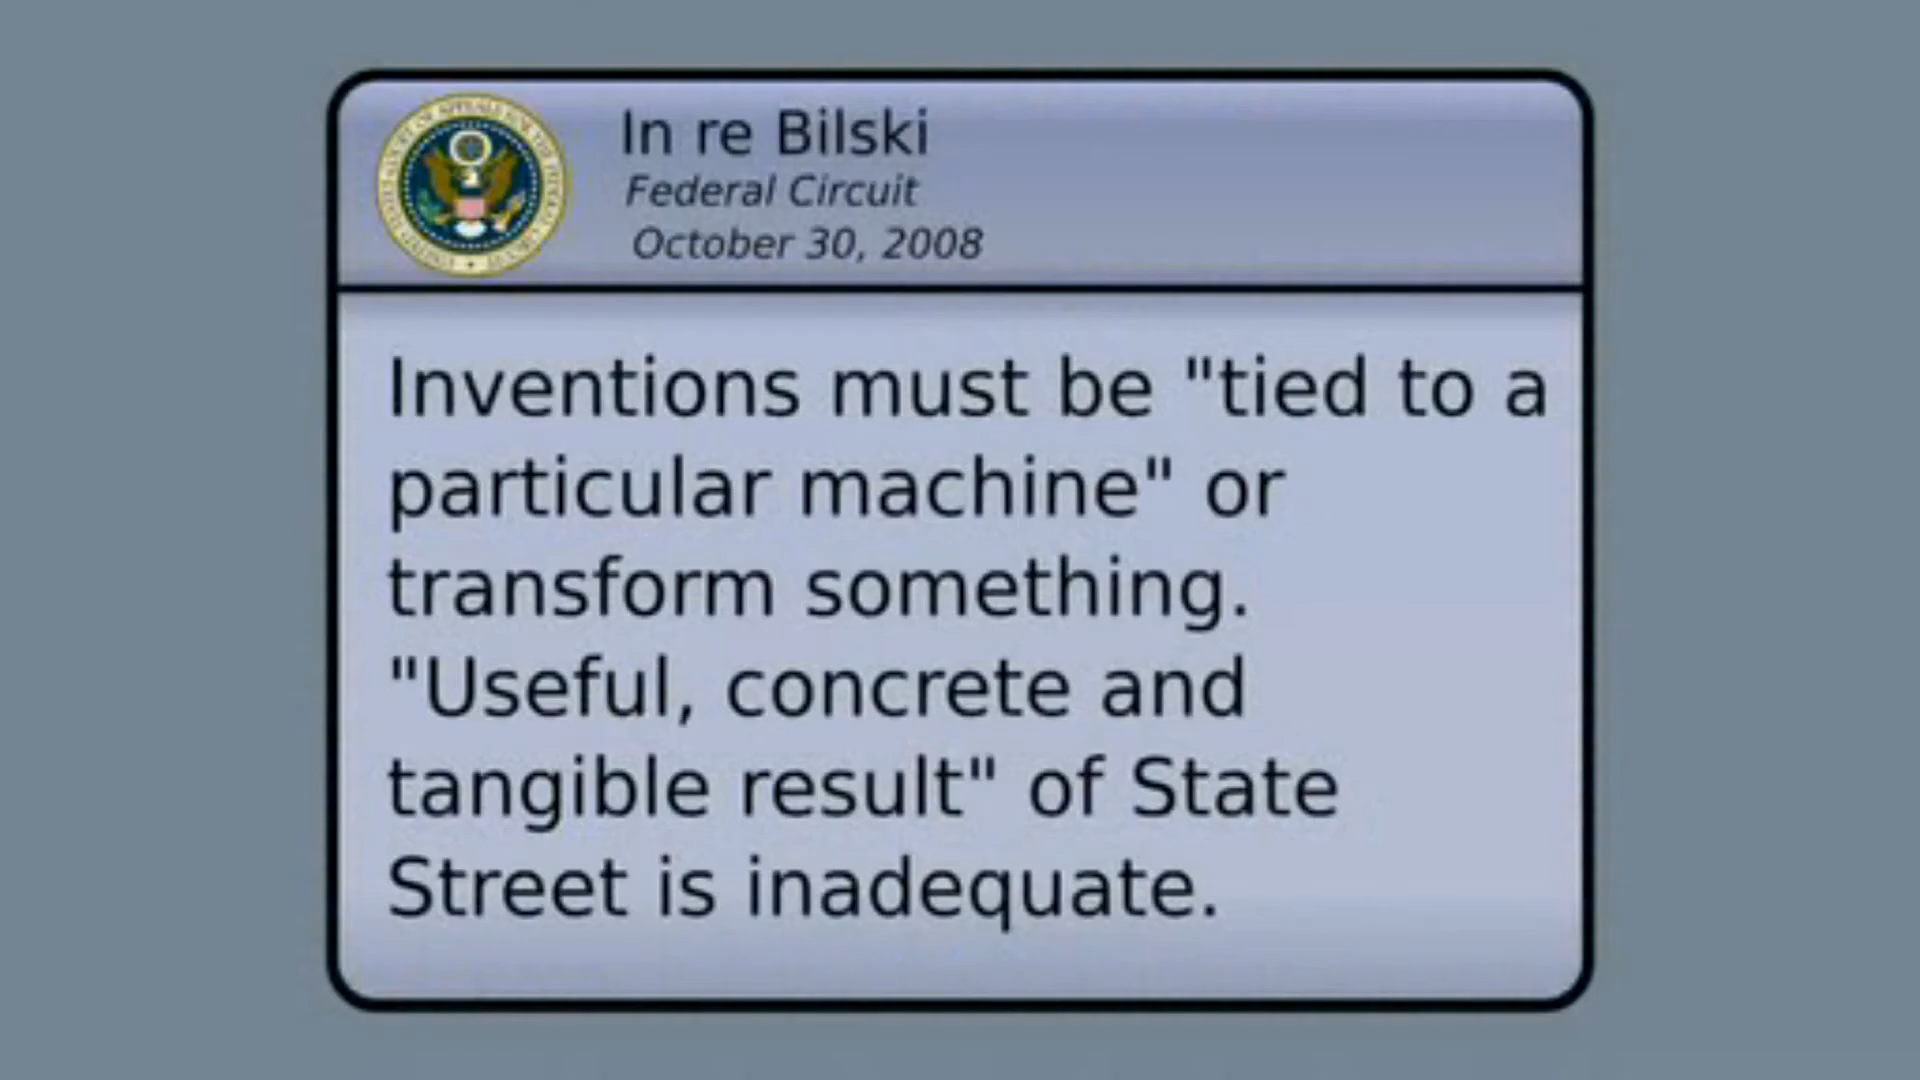 In re Bilski
Federal Circuit
October 30, 2008
Inventions must be "tied to a
particular machine" or
transform something.
"Useful, concrete and
tangible result" of State
Street is inadequate.